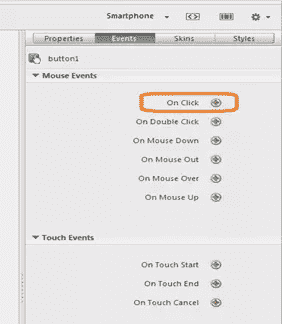 Smartphone
Properties Events Skins Styles
button1
Mouse Events
On Click
On Double Click
On Mouse Down
On Mouse Out
On Mouse Over
On Mouse Up
Touch Events
On Touch Start
On Touch End
On Touch Cancel